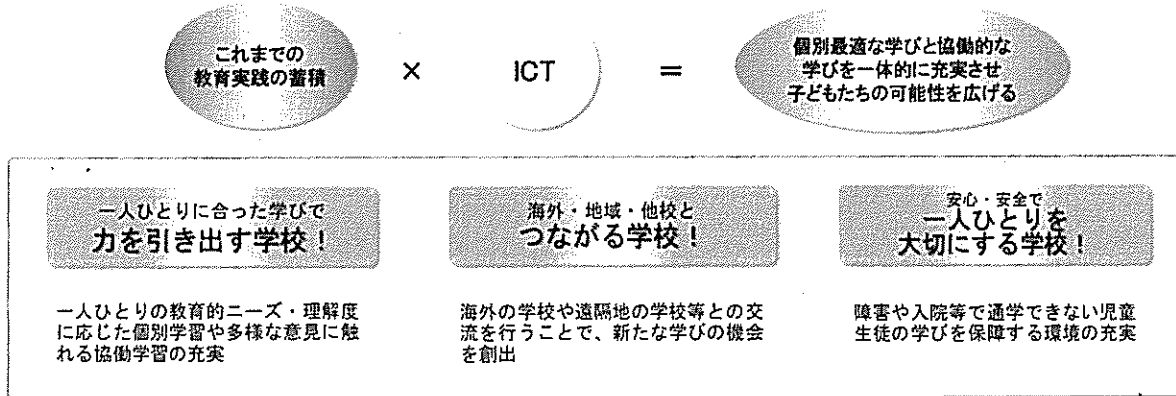 これまでの
教育実践の蓄積
×
ICT
=
個別最適な学びと協働的な
学びを一体的に充実させ
子どもたちの可能性を広げる
一人ひとりに合った学びで
力を引き出す学校！
海外・地域・他校と
つながる学校！
安心・安全で
一人ひとりを
大切にする学校！
一人ひとりの教育的ニーズ・理解度
に応じた個別学習や多様な意見に触
れる協働学習の充実
海外の学校や遠隔地の学校等との交
流を行うことで、新たな学びの機会
を創出
障害や入院等で通学できない児童
生徒の学びを保障する環境の充実